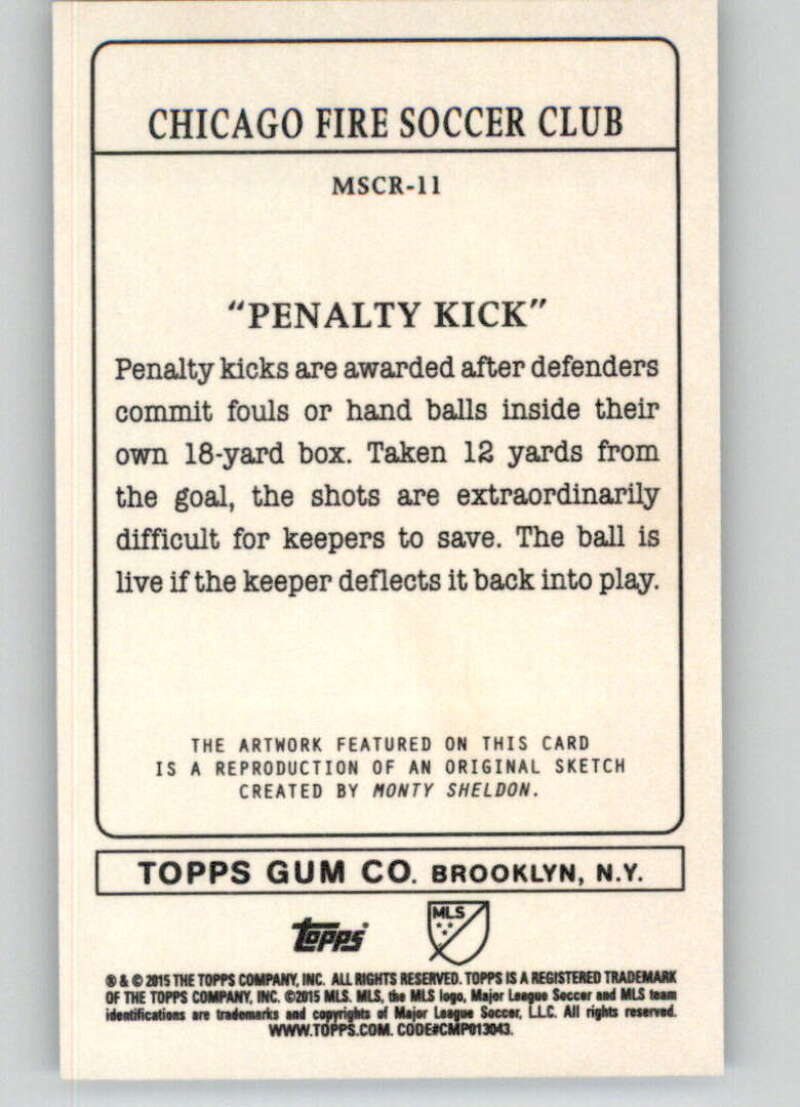 CHICAGO FIRE SOCCER CLUB
MSCR-11
"PENALTY KICK"
Penalty kicks are awarded after defenders
commit fouls or hand balls inside their
own 18-yard box. Taken 12 yards from
the goal, the shots are extraordinarily
difficult for keepers to save. The ball is
live if the keeper deflects it back into play.
THE ARTWORK FEATURED ON THIS CARD
IS A REPRODUCTION OF AN ORIGINAL SKETCH
CREATED BY MONTY SHELDON.
TOPPS GUM CO. BROOKLYN, N.Y.
topps
MLS
® & © 2015 THE TOPPS COMPANY, INC. ALL RIGHTS RESERVED. TOPPS IS A REGISTERED TRADEMARK
OF THE TOPPS COMPANY, INC. ©2015 MLS. MLS, the MLS logo, Major League Soccer and MLS team
identifications are trademarks and copyrights of Major League Soccer, LLC. All rights reserved.
WWW.TOPPS.COM. CODE#CMP013043.